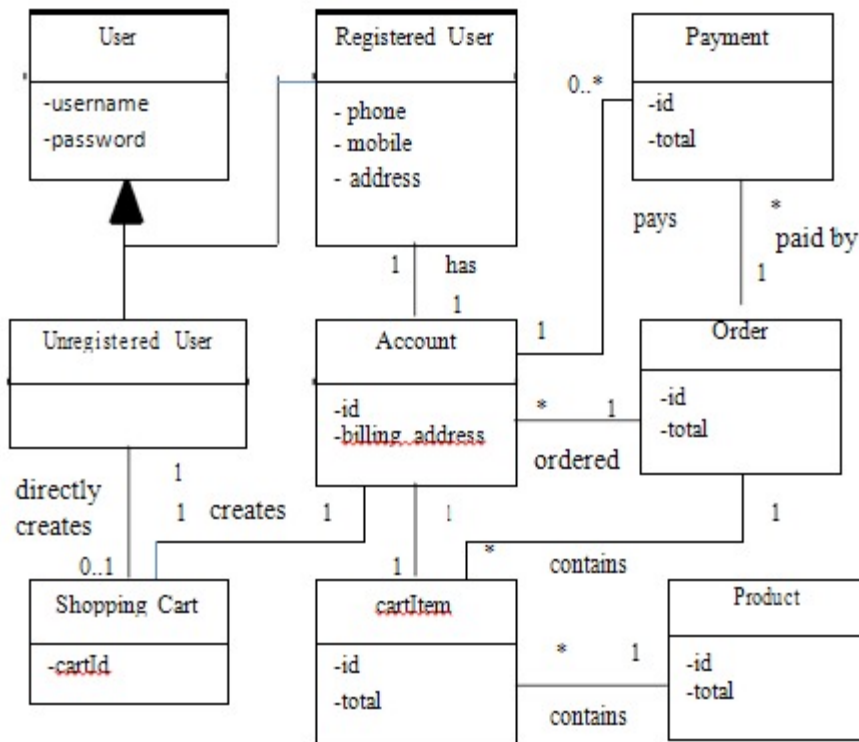 User
-username
-password
Registered User
- phone
- mobile
- address
Payment
-id
-total
0..*
pays
*
paid by
1
1
has
1
Unregistered User
Account
-id
-billing address
1
Order
-id
-total
*
1
ordered
directly
creates
1
1
creates
1
1
1
0..1
*
contains
1
Shopping Cart
-cartId
cartItem
-id
-total
*
1
contains
Product
-id
-total